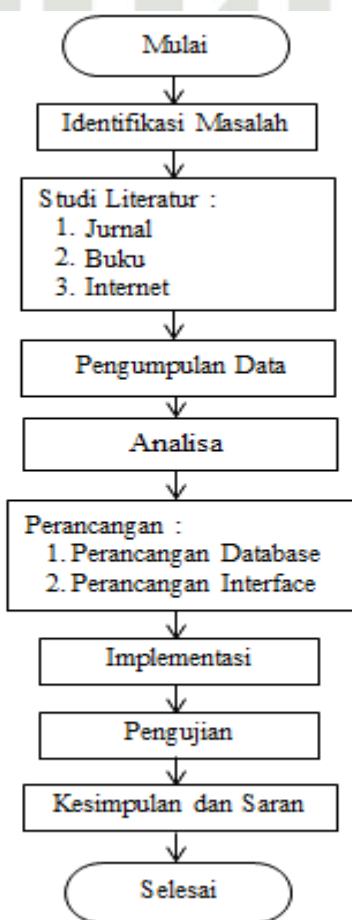 Mulai
Identifikasi Masalah
Studi Literatur :
1. Jurnal
2. Buku
3. Internet
Pengumpulan Data
Analisa
Perancangan :
1. Perancangan Database
2. Perancangan Interface
Implementasi
Pengujian
Kesimpulan dan Saran
Selesai